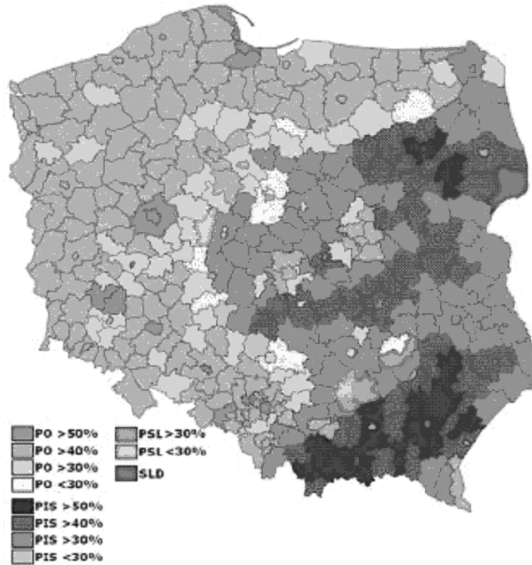 PO >50%
PO >40%
PO >30%
PO <30%
PIS >50%
PIS >40%
PIS >30%
PIS <30%
PSL>30%
PSL <30%
SLD